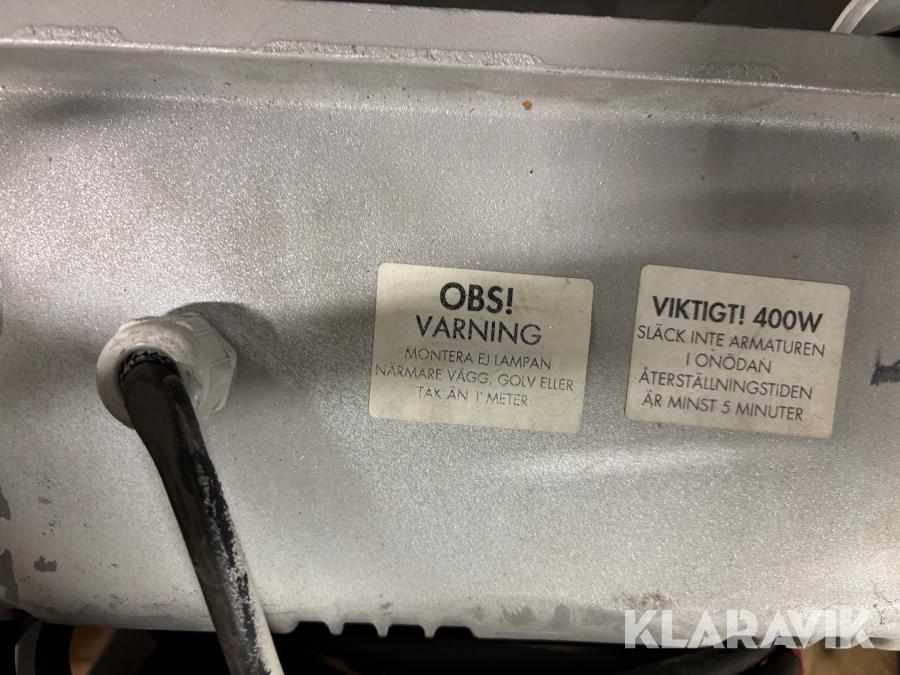 OBS!
VARNING
MONTERA EJ LAMPAN
NÄRMARE VÄGG, GOLV ELLER
TAK ÄN 1 METER
VIKTIGT! 400W
SLÄCK INTE ARMATUREN
I ONÖDAN
ÅTERSTÄLLNINGSTiDEN
ÄR MINST 5 MINUTER
KLARAVIK